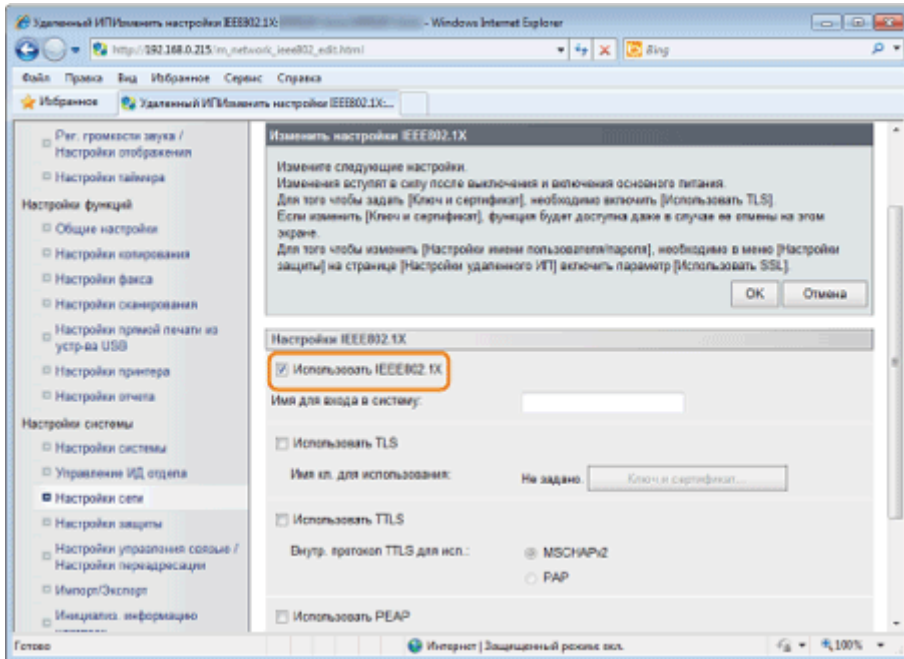 Удаленный ИПИзменить настройки IEEE802.1X: - Windows Internet Explorer
http://192.168.0.215/m_network_ieee802_edit.html
Bing
Файл Правка Вид Избранное Сервис Справка
Избранное
Удаленный ИПИзменить настройки IEEE802.1X:...
Рег. громкости звука /
Настройки отображения
Настройки таймера
Настройки функций
Общие настройки
Настройки копирования
Настройки факса
Настройки сканирования
Настройки прямой печати из
устр-ва USB
Настройки принтера
Настройки отчета
Настройки системы
Настройки системы
Управление ИД отдела
Настройки сети
Настройки защиты
Настройки управления связью /
Настройки переадресации
Импорт/Экспорт
Инициализ. информацию
Изменить настройки IEEE802.1X
Измените следующие настройки.
Изменения вступят в силу после выключения и включения основного питания.
Для того чтобы задать [Ключ и сертификат], необходимо включить [Использовать TLS].
Если изменить [Ключ и сертификат], функция будет доступна даже в случае ее отмены на этом
экране.
Для того чтобы изменить [Настройки имени пользователя/пароля], необходимо в меню [Настройки
защиты] на странице [Настройки удаленного ИП] включить параметр [Использовать SSL].
OK Отмена
Настройки IEEE802.1X
Использовать IEEE802.1X
Имя для входа в систему:
Использовать TLS
Имя кл. для использования: Не задано. Ключ и сертификат...
Использовать TTLS
Внутр. протокол TTLS для исп.: MSCHAPv2
PAP
Использовать PEAP
Готово
Интернет | Защищенный режим: вкл.
100%